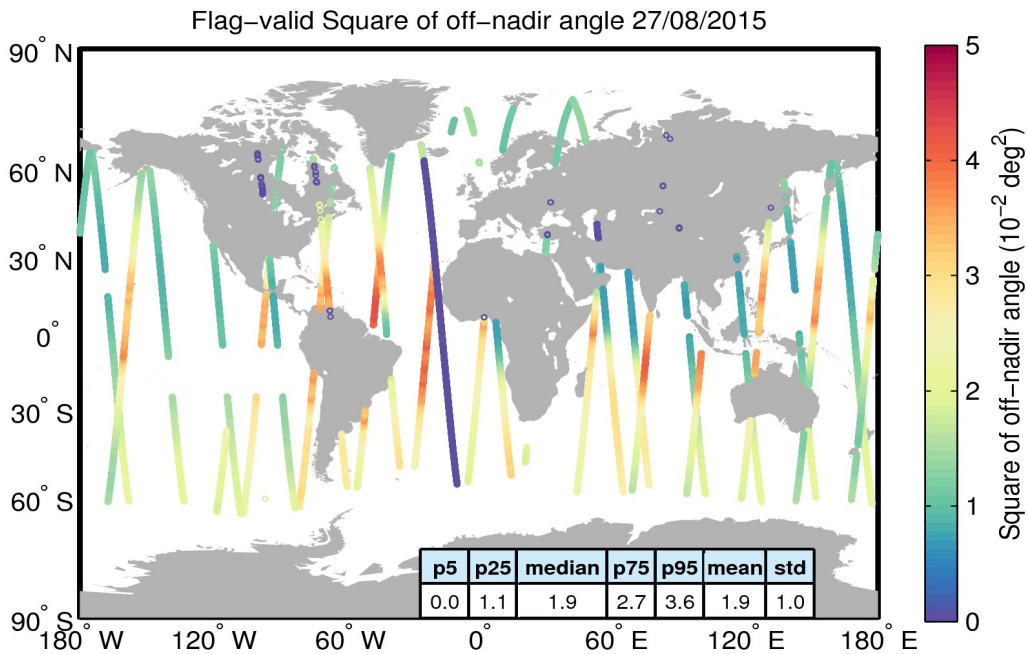 Flag−valid Square of off−nadir angle 27/08/2015
90° N
60° N
30° N
0°
30° S
60° S
90° S
180° W
120° W
60° W
0°
60° E
120° E
180° E
p5 p25 median p75 p95 mean std
0.0 1.1 1.9 2.7 3.6 1.9 1.0
5
4
3
2
1
0
Square of off−nadir angle (10⁻² deg²)